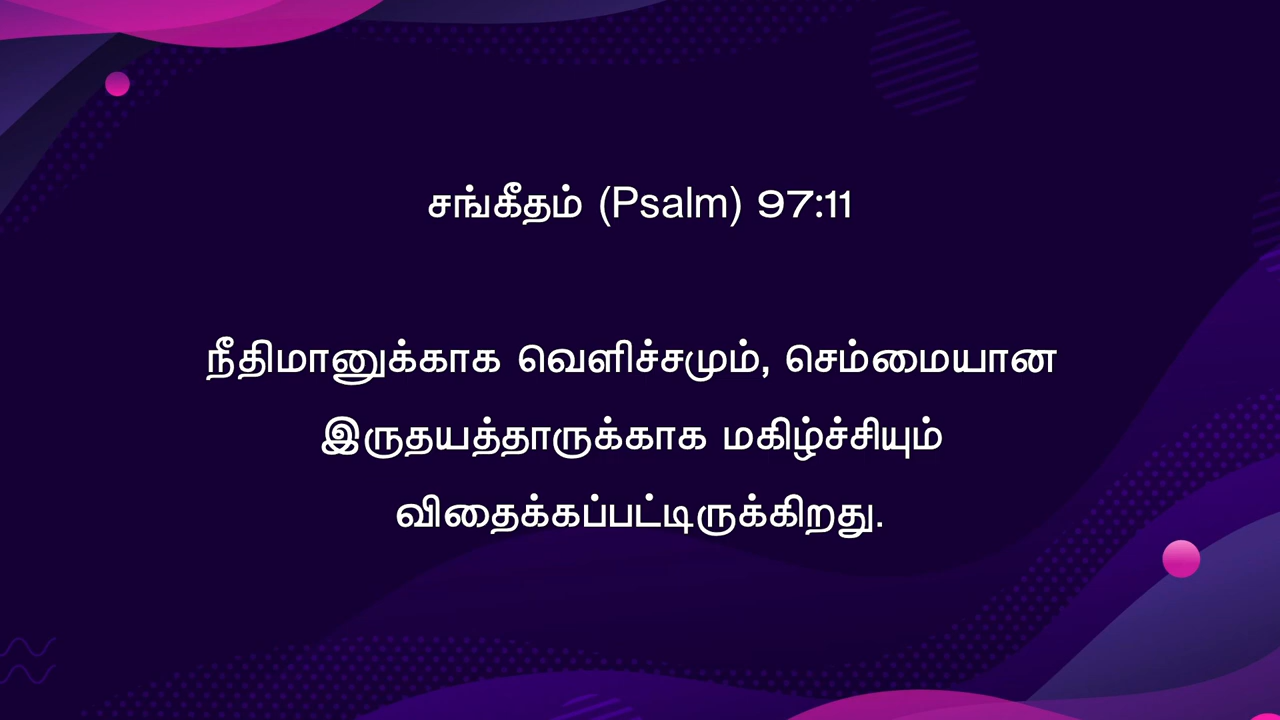 சங்கீதம் (Psalm) 97:11
நீதிமானுக்காக வெளிச்சமும், செம்மையான
இருதயத்தாருக்காக மகிழ்ச்சியும்
விதைக்கப்பட்டிருக்கிறது.